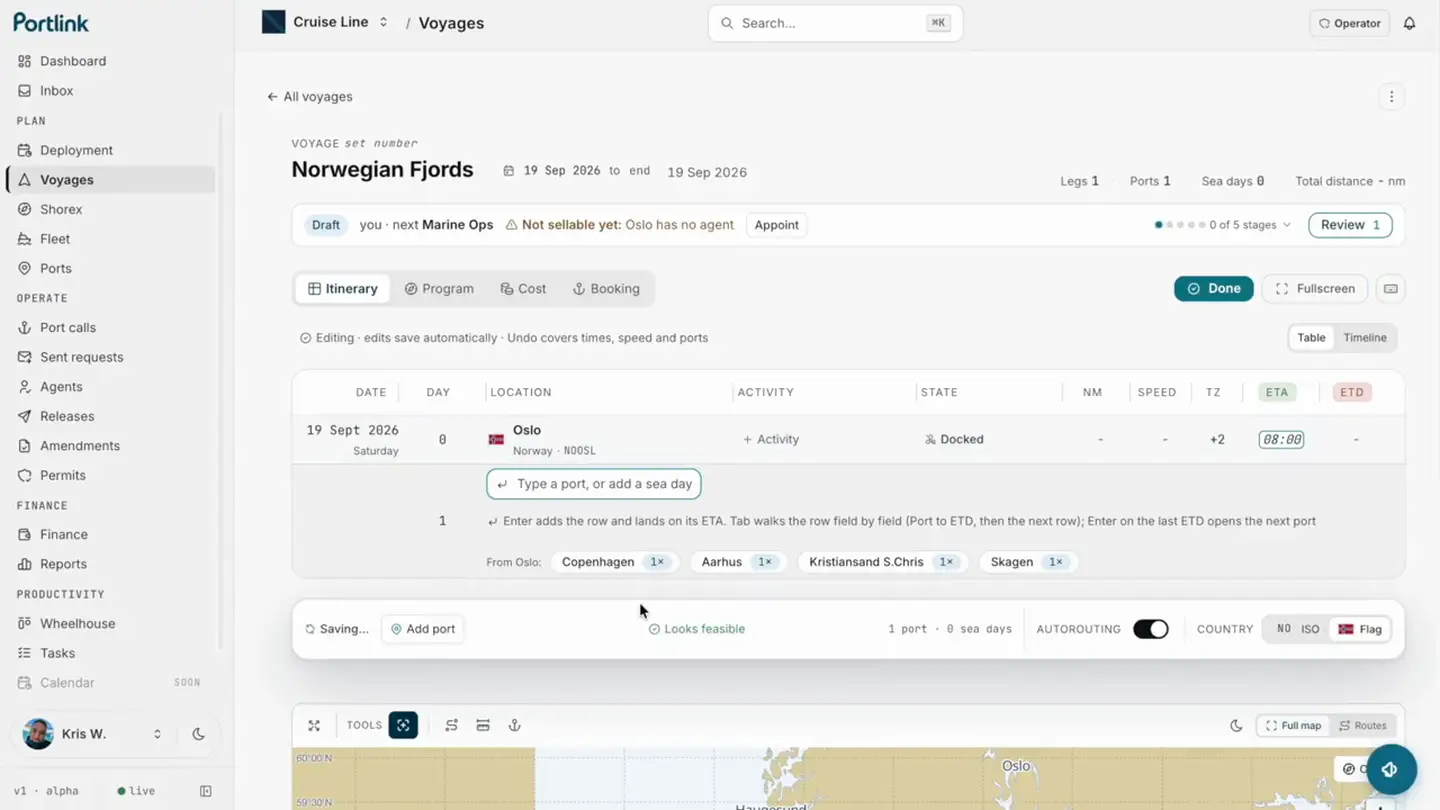 Portlink
Cruise Line / Voyages
Search... ⌘K
Operator
Dashboard
Inbox
PLAN
Deployment
Voyages
Shorex
Fleet
Ports
OPERATE
Port calls
Sent requests
Agents
Releases
Amendments
Permits
FINANCE
Finance
Reports
PRODUCTIVITY
Wheelhouse
Tasks
Calendar SOON
Kris W.
v1 · alpha live
← All voyages
VOYAGE set number
Norwegian Fjords 19 Sep 2026 to end 19 Sep 2026
Legs 1 · Ports 1 Sea days 0 Total distance - nm
Draft you · next Marine Ops Not sellable yet: Oslo has no agent Appoint 0 of 5 stages Review 1
Itinerary Program Cost Booking Done Fullscreen
Editing · edits save automatically · Undo covers times, speed and ports Table Timeline
DATE DAY LOCATION ACTIVITY STATE NM SPEED TZ ETA ETD
19 Sept 2026 0 Oslo + Activity Docked - - +2 08:00 -
Saturday Norway · NOOSL
↵ Type a port, or add a sea day
1 ↵ Enter adds the row and lands on its ETA. Tab walks the row field by field (Port to ETD, then the next row); Enter on the last ETD opens the next port
From Oslo: Copenhagen 1× Aarhus 1× Kristiansand S.Chris 1× Skagen 1×
Saving... Add port Looks feasible 1 port · 0 sea days AUTOROUTING COUNTRY NO ISO Flag
TOOLS Full map Routes
60°00'N
Oslo
59°30'N
Haugesund